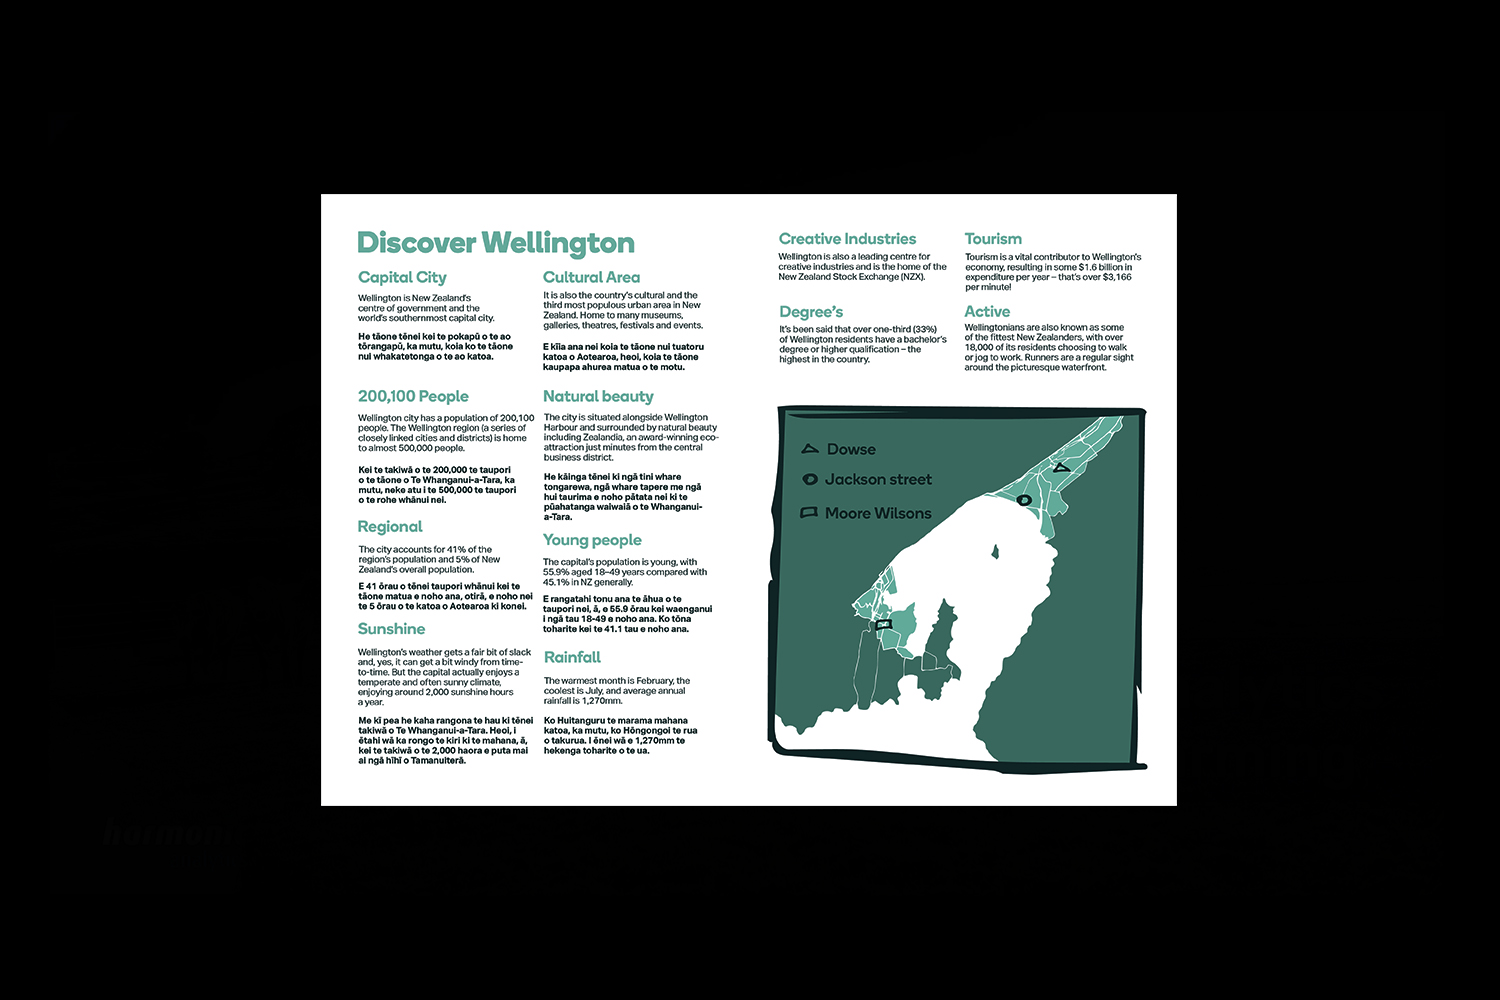 Discover Wellington
Capital City
Wellington is New Zealand's
centre of government and the
world's southernmost capital city.
He tāone tēnei kei te pokapū o te ao
tōrangapū, ka mutu, koia ko te tāone
nui whakatetonga o te ao katoa.
200,100 People
Wellington city has a population of 200,100
people. The Wellington region (a series of
closely linked cities and districts) is home
to almost 500,000 people.
Kei te takiwā o te 200,000 te taupori
o te tāone o Te Whanganui-a-Tara, ka
mutu, neke atu i te 500,000 te taupori
o te rohe whānui nei.
Regional
The city accounts for 41% of the
region's population and 5% of New
Zealand's overall population.
E 41 ōrau o tēnei taupori whānui kei te
tāone matua e noho ana, otirā, e noho nei
te 5 ōrau o te katoa o Aotearoa ki konei.
Sunshine
Wellington's weather gets a fair bit of slack
and, yes, it can get a bit windy from time-
to-time. But the capital actually enjoys a
temperate and often sunny climate,
enjoying around 2,000 sunshine hours
a year.
Me kī pea he kaha rangona te hau ki tēnei
takiwā o Te Whanganui-a-Tara. Heoi, i
ētahi wā ka rongo te kiri ki te mahana, ā,
kei te takiwā o te 2,000 haora e puta mai
ai ngā hīhī o Tamanuiterā.
Cultural Area
It is also the country's cultural and the
third most populous urban area in New
Zealand. Home to many museums,
galleries, theatres, festivals and events.
E kīia ana nei koia te tāone nui tuatoru
katoa o Aotearoa, heoi, koia te tāone
kaupapa ahurea matua o te motu.
Natural beauty
The city is situated alongside Wellington
Harbour and surrounded by natural beauty
including Zealandia, an award-winning eco-
attraction just minutes from the central
business district.
He kāinga tēnei ki ngā tini whare
tongarewa, ngā whare tapere me ngā
hui taurima e noho pātata nei ki te
pūahatanga waiwaiā o te Whanganui-
a-Tara.
Young people
The capital's population is young, with
55.9% aged 18–49 years compared with
45.1% in NZ generally.
E rangatahi tonu ana te āhua o te
taupori nei, ā, e 55.9 ōrau kei waenganui
i ngā tau 18-49 e noho ana. Ko tōna
toharite kei te 41.1 tau e noho ana.
Rainfall
The warmest month is February, the
coolest is July, and average annual
rainfall is 1,270mm.
Ko Huitanguru te marama mahana
katoa, ka mutu, ko Hōngongoi te rua
o takurua. I ēnei wā e 1,270mm te
hekenga toharite o te ua.
Creative Industries
Wellington is also a leading centre for
creative industries and is the home of the
New Zealand Stock Exchange (NZX).
Degree's
It's been said that over one-third (33%)
of Wellington residents have a bachelor's
degree or higher qualification – the
highest in the country.
Tourism
Tourism is a vital contributor to Wellington's
economy, resulting in some $1.6 billion in
expenditure per year – that's over $3,166
per minute!
Active
Wellingtonians are also known as some
of the fittest New Zealanders, with over
18,000 of its residents choosing to walk
or jog to work. Runners are a regular sight
around the picturesque waterfront.
Dowse
Jackson street
Moore Wilsons